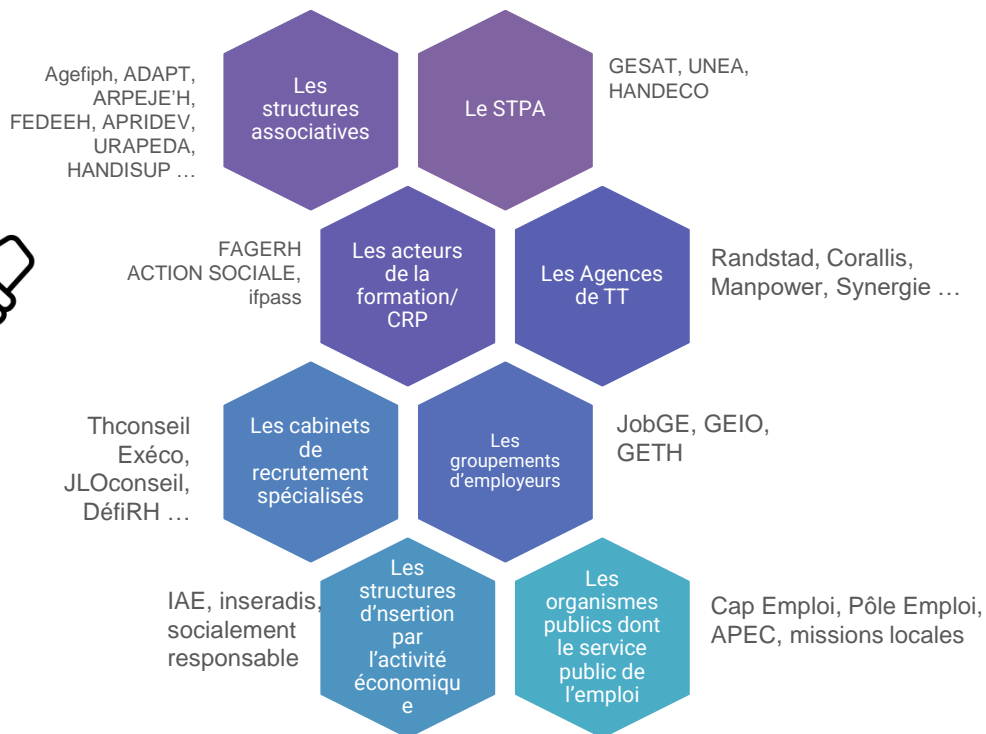 Agefiph, ADAPT,
ARPEJE’H,
FEDEEH, APRIDEV,
URAPEDA,
HANDISUP …
Les
structures
associatives
Le STPA
GESAT, UNEA,
HANDECO
FAGERH
ACTION SOCIALE,
ifpass
Les acteurs
de la
formation/
CRP
Les Agences
de TT
Randstad, Corallis,
Manpower, Synergie …
Thconseil
Exéco,
JLOconseil,
DéfiRH …
Les cabinets
de
recrutement
spécialisés
Les
groupements
d’employeurs
JobGE, GEIO,
GETH
IAE, inseradis,
socialement
responsable
Les
structures
d’nsertion
par
l’activité
économiqu
e
Les
organismes
publics dont
le service
public de
l’emploi
Cap Emploi, Pôle Emploi,
APEC, missions locales